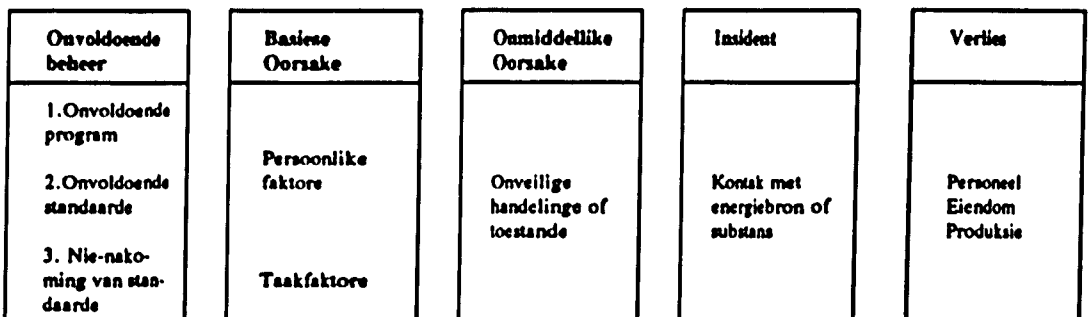 Onvoldoende
beheer
1.Onvoldoende
program
2.Onvoldoende
standaarde
3. Nie-nako-
ming van stan-
daarde
Basiese
Oorsake
Persoonlike
faktore
Taakfaktore
Onmiddellike
Oorsake
Onveilige
handelinge of
toestande
Insident
Kontak met
energiebron of
substans
Verlies
Personeel
Eiendom
Produksie